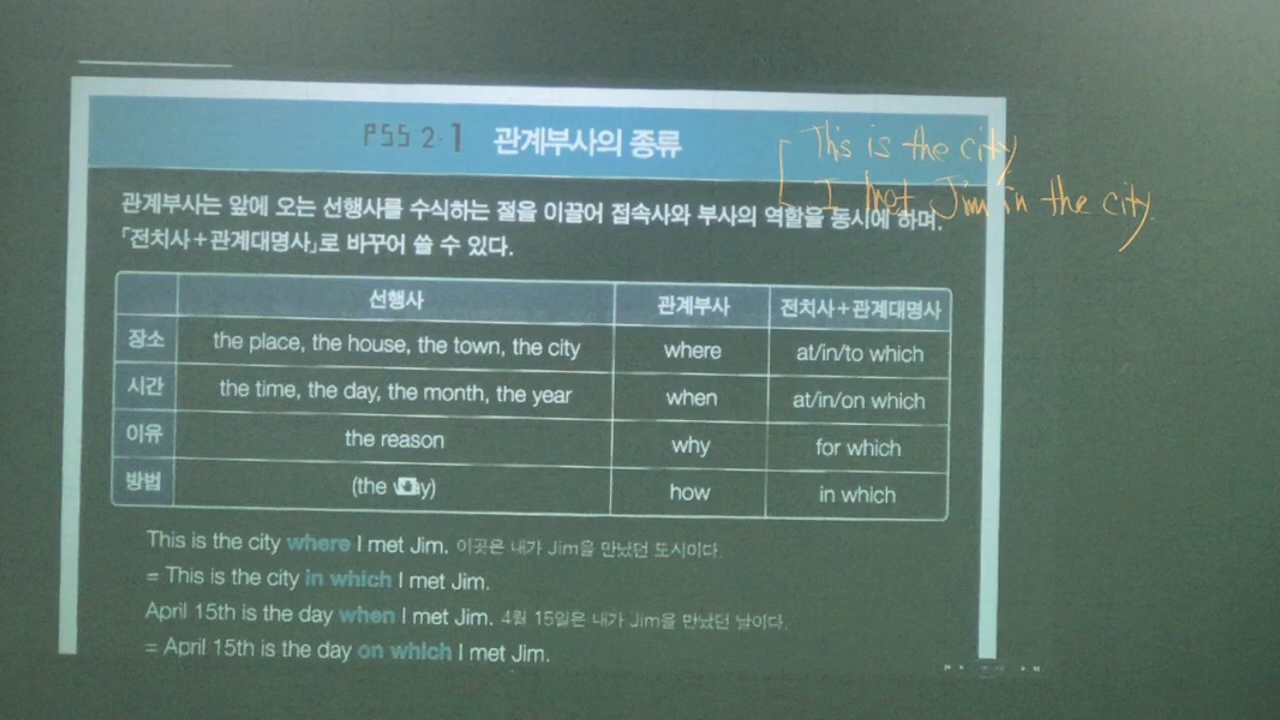 PSS 2-1 관계부사의 종류
This is the city
I met Jim in the city.
관계부사는 앞에 오는 선행사를 수식하는 절을 이끌어 접속사와 부사의 역할을 동시에 하며,
「전치사+관계대명사」로 바꾸어 쓸 수 있다.
선행사 관계부사 전치사+관계대명사
장소 the place, the house, the town, the city where at/in/to which
시간 the time, the day, the month, the year when at/in/on which
이유 the reason why for which
방법 (the way) how in which
This is the city where I met Jim. 이곳은 내가 Jim을 만났던 도시이다.
= This is the city in which I met Jim.
April 15th is the day when I met Jim. 4월 15일은 내가 Jim을 만났던 날이다.
= April 15th is the day on which I met Jim.